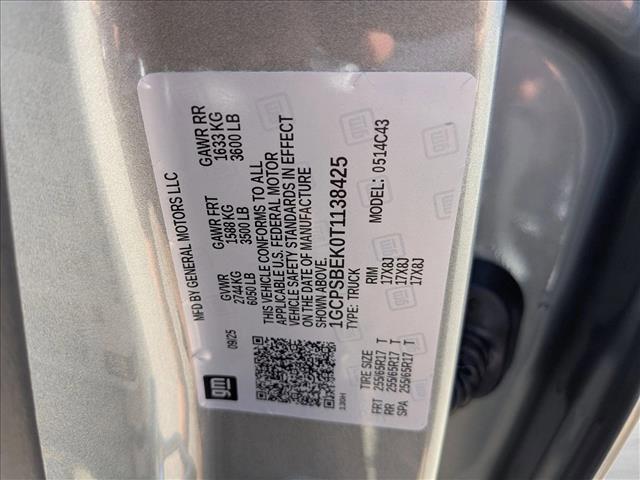 MFD BY GENERAL MOTORS LLC
09/25
GVWR GAWR FRT GAWR RR
2744 KG 1588 KG 1633 KG
6050 LB 3500 LB 3600 LB
THIS VEHICLE CONFORMS TO ALL
APPLICABLE U.S. FEDERAL MOTOR
VEHICLE SAFETY STANDARDS IN EFFECT
ON THE DATE OF MANUFACTURE
SHOWN ABOVE.
1GCPSBEK0T1138425
TYPE: TRUCK MODEL: 0514C43
TIRE SIZE RIM
FRT 255/65R17 T 17X8J
RR 255/65R17 T 17X8J
SPA 255/65R17 T 17X8J
gm